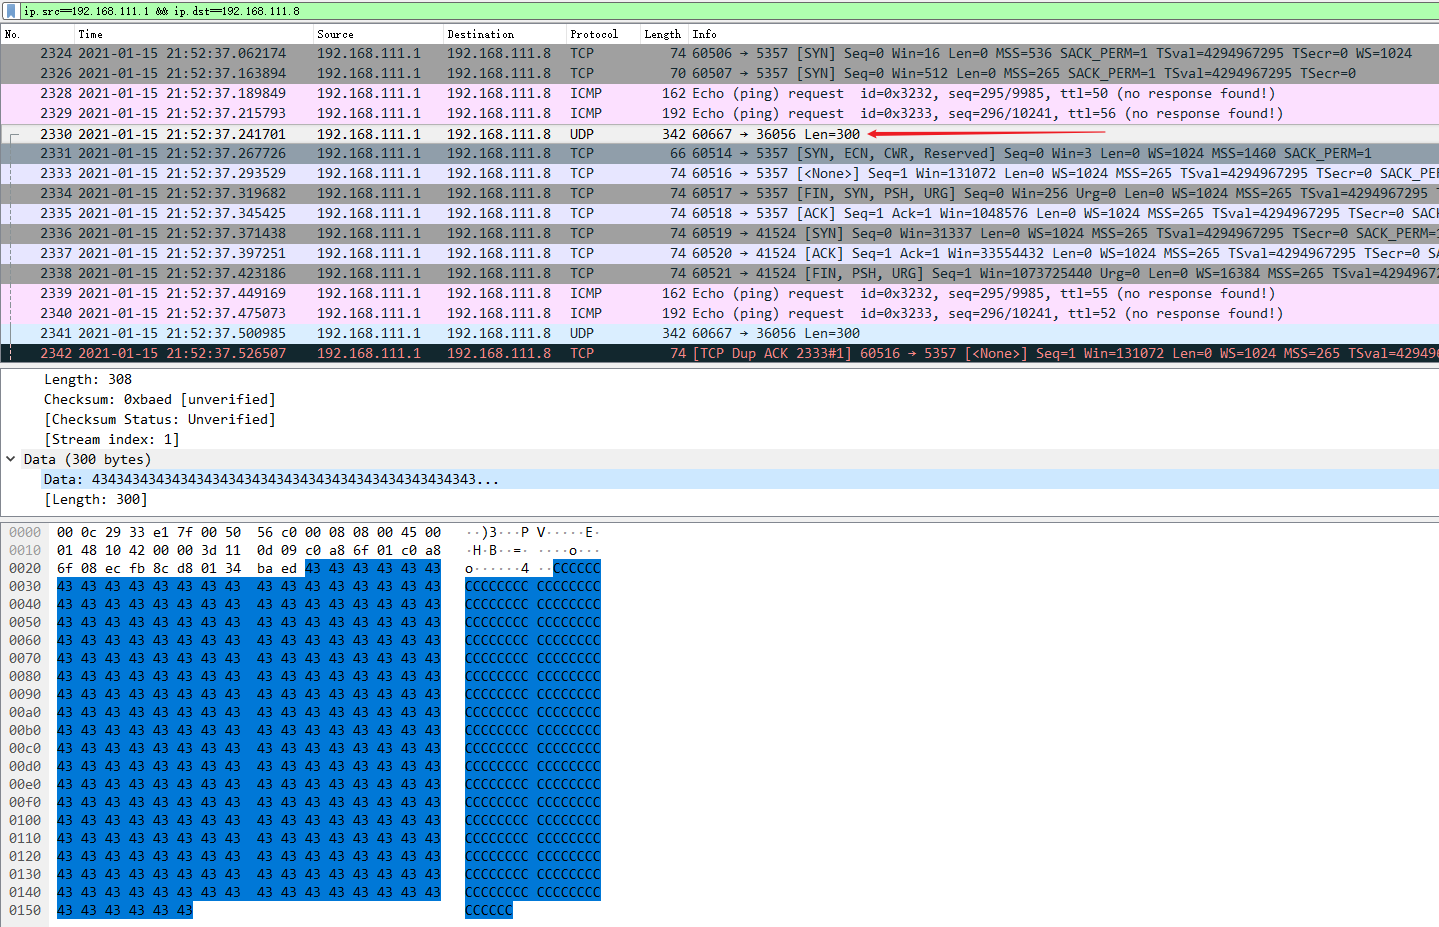 ip.src==192.168.111.1 && ip.dst==192.168.111.8
No. Time Source Destination Protocol Length Info
2324 2021-01-15 21:52:37.062174 192.168.111.1 192.168.111.8 TCP 74 60506 → 5357 [SYN] Seq=0 Win=16 Len=0 MSS=536 SACK_PERM=1 TSval=4294967295 TSecr=0 WS=1024
2326 2021-01-15 21:52:37.163894 192.168.111.1 192.168.111.8 TCP 70 60507 → 5357 [SYN] Seq=0 Win=512 Len=0 MSS=265 SACK_PERM=1 TSval=4294967295 TSecr=0
2328 2021-01-15 21:52:37.189849 192.168.111.1 192.168.111.8 ICMP 162 Echo (ping) request id=0x3232, seq=295/9985, ttl=50 (no response found!)
2329 2021-01-15 21:52:37.215793 192.168.111.1 192.168.111.8 ICMP 192 Echo (ping) request id=0x3233, seq=296/10241, ttl=56 (no response found!)
2330 2021-01-15 21:52:37.241701 192.168.111.1 192.168.111.8 UDP 342 60667 → 36056 Len=300
2331 2021-01-15 21:52:37.267726 192.168.111.1 192.168.111.8 TCP 66 60514 → 5357 [SYN, ECN, CWR, Reserved] Seq=0 Win=3 Len=0 WS=1024 MSS=1460 SACK_PERM=1
2333 2021-01-15 21:52:37.293529 192.168.111.1 192.168.111.8 TCP 74 60516 → 5357 [<None>] Seq=1 Win=131072 Len=0 WS=1024 MSS=265 TSval=4294967295 TSecr=0 SACK_PER
2334 2021-01-15 21:52:37.319682 192.168.111.1 192.168.111.8 TCP 74 60517 → 5357 [FIN, SYN, PSH, URG] Seq=0 Win=256 Urg=0 Len=0 WS=1024 MSS=265 TSval=4294967295 T
2335 2021-01-15 21:52:37.345425 192.168.111.1 192.168.111.8 TCP 74 60518 → 5357 [ACK] Seq=1 Ack=1 Win=1048576 Len=0 WS=1024 MSS=265 TSval=4294967295 TSecr=0 SAC
2336 2021-01-15 21:52:37.371438 192.168.111.1 192.168.111.8 TCP 74 60519 → 41524 [SYN] Seq=0 Win=31337 Len=0 WS=1024 MSS=265 TSval=4294967295 TSecr=0 SACK_PERM=1
2337 2021-01-15 21:52:37.397251 192.168.111.1 192.168.111.8 TCP 74 60520 → 41524 [ACK] Seq=1 Ack=1 Win=33554432 Len=0 WS=1024 MSS=265 TSval=4294967295 TSecr=0 SA
2338 2021-01-15 21:52:37.423186 192.168.111.1 192.168.111.8 TCP 74 60521 → 41524 [FIN, PSH, URG] Seq=1 Win=1073725440 Urg=0 Len=0 WS=16384 MSS=265 TSval=42949672
2339 2021-01-15 21:52:37.449169 192.168.111.1 192.168.111.8 ICMP 162 Echo (ping) request id=0x3232, seq=295/9985, ttl=55 (no response found!)
2340 2021-01-15 21:52:37.475073 192.168.111.1 192.168.111.8 ICMP 192 Echo (ping) request id=0x3233, seq=296/10241, ttl=52 (no response found!)
2341 2021-01-15 21:52:37.500985 192.168.111.1 192.168.111.8 UDP 342 60667 → 36056 Len=300
2342 2021-01-15 21:52:37.526507 192.168.111.1 192.168.111.8 TCP 74 [TCP Dup ACK 2333#1] 60516 → 5357 [<None>] Seq=1 Win=131072 Len=0 WS=1024 MSS=265 TSval=42949
Length: 308
Checksum: 0xbaed [unverified]
[Checksum Status: Unverified]
[Stream index: 1]
Data (300 bytes)
Data: 434343434343434343434343434343434343434343434343...
[Length: 300]
0000 00 0c 29 33 e1 7f 00 50 56 c0 00 08 08 00 45 00 ··)3···P V·····E·
0010 01 48 10 42 00 00 3d 11 0d 09 c0 a8 6f 01 c0 a8 ·H·B··=· ····o···
0020 6f 08 ec fb 8c d8 01 34 ba ed 43 43 43 43 43 43 o······4 ··CCCCCC
0030 43 43 43 43 43 43 43 43 43 43 43 43 43 43 43 43 CCCCCCCC CCCCCCCC
0040 43 43 43 43 43 43 43 43 43 43 43 43 43 43 43 43 CCCCCCCC CCCCCCCC
0050 43 43 43 43 43 43 43 43 43 43 43 43 43 43 43 43 CCCCCCCC CCCCCCCC
0060 43 43 43 43 43 43 43 43 43 43 43 43 43 43 43 43 CCCCCCCC CCCCCCCC
0070 43 43 43 43 43 43 43 43 43 43 43 43 43 43 43 43 CCCCCCCC CCCCCCCC
0080 43 43 43 43 43 43 43 43 43 43 43 43 43 43 43 43 CCCCCCCC CCCCCCCC
0090 43 43 43 43 43 43 43 43 43 43 43 43 43 43 43 43 CCCCCCCC CCCCCCCC
00a0 43 43 43 43 43 43 43 43 43 43 43 43 43 43 43 43 CCCCCCCC CCCCCCCC
00b0 43 43 43 43 43 43 43 43 43 43 43 43 43 43 43 43 CCCCCCCC CCCCCCCC
00c0 43 43 43 43 43 43 43 43 43 43 43 43 43 43 43 43 CCCCCCCC CCCCCCCC
00d0 43 43 43 43 43 43 43 43 43 43 43 43 43 43 43 43 CCCCCCCC CCCCCCCC
00e0 43 43 43 43 43 43 43 43 43 43 43 43 43 43 43 43 CCCCCCCC CCCCCCCC
00f0 43 43 43 43 43 43 43 43 43 43 43 43 43 43 43 43 CCCCCCCC CCCCCCCC
0100 43 43 43 43 43 43 43 43 43 43 43 43 43 43 43 43 CCCCCCCC CCCCCCCC
0110 43 43 43 43 43 43 43 43 43 43 43 43 43 43 43 43 CCCCCCCC CCCCCCCC
0120 43 43 43 43 43 43 43 43 43 43 43 43 43 43 43 43 CCCCCCCC CCCCCCCC
0130 43 43 43 43 43 43 43 43 43 43 43 43 43 43 43 43 CCCCCCCC CCCCCCCC
0140 43 43 43 43 43 43 43 43 43 43 43 43 43 43 43 43 CCCCCCCC CCCCCCCC
0150 43 43 43 43 43 43 CCCCCC